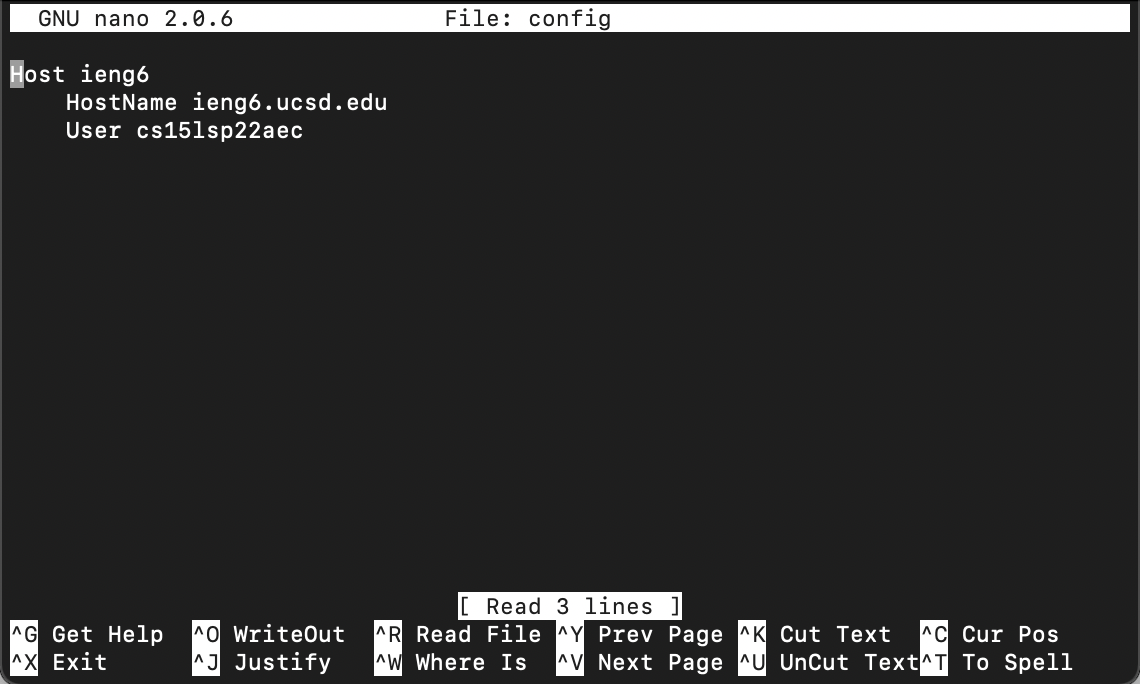 GNU nano 2.0.6 File: config
Host ieng6
HostName ieng6.ucsd.edu
User cs15lsp22aec
[ Read 3 lines ]
^G Get Help ^O WriteOut ^R Read File ^Y Prev Page ^K Cut Text ^C Cur Pos
^X Exit ^J Justify ^W Where Is ^V Next Page ^U UnCut Text ^T To Spell